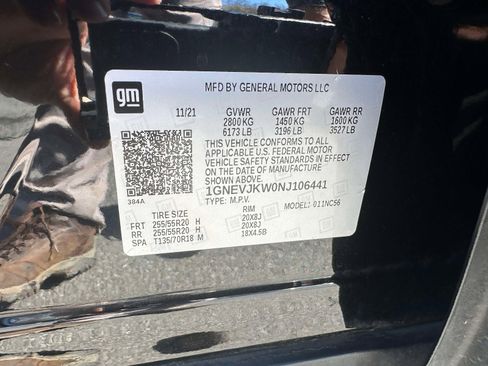 gm
MFD BY GENERAL MOTORS LLC
11/21 GVWR GAWR FRT GAWR RR
2800 KG 1450 KG 1600 KG
6173 LB 3196 LB 3527 LB
THIS VEHICLE CONFORMS TO ALL
APPLICABLE U.S. FEDERAL MOTOR
VEHICLE SAFETY STANDARDS IN EFFECT
ON THE DATE OF MANUFACTURE
SHOWN ABOVE.
1GNEVJKW0NJ106441
384A TYPE: M.P.V. MODEL: 011NC56
TIRE SIZE RIM
FRT 255/55R20 H 20X8J
RR 255/55R20 H 20X8J
SPA T135/70R18 M 18X4.5B